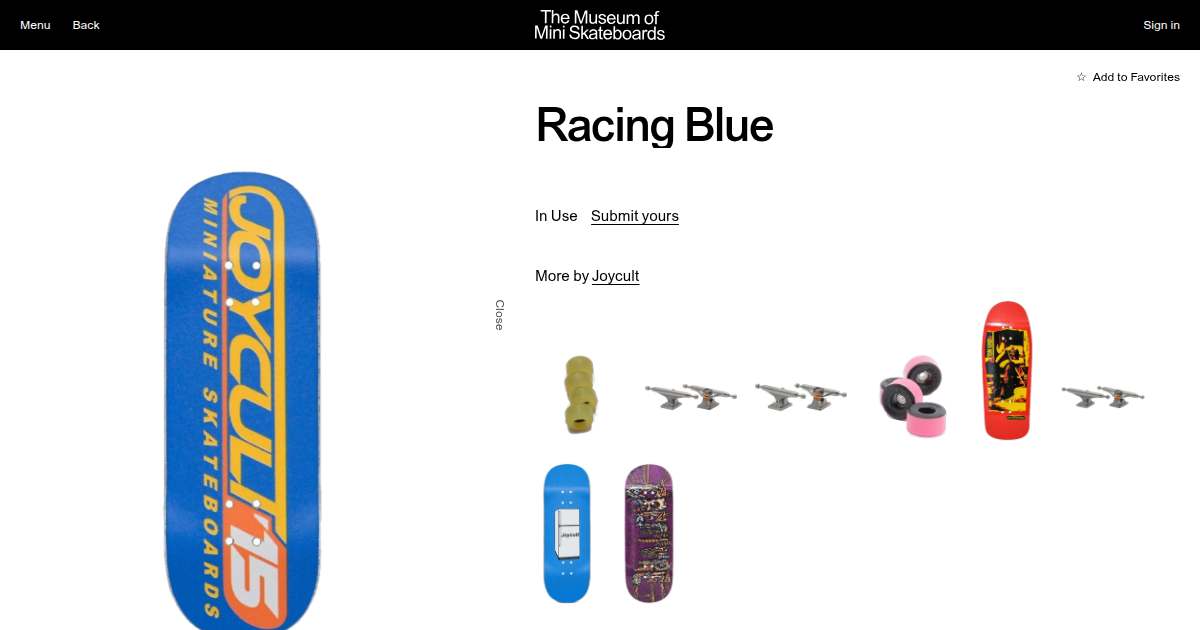 Menu
Back
The Museum of
Mini Skateboards
Sign in
☆ Add to Favorites
Racing Blue
In Use
Submit yours
More by Joycult
Close
JOYCULT '15
MINIATURE SKATEBOARDS